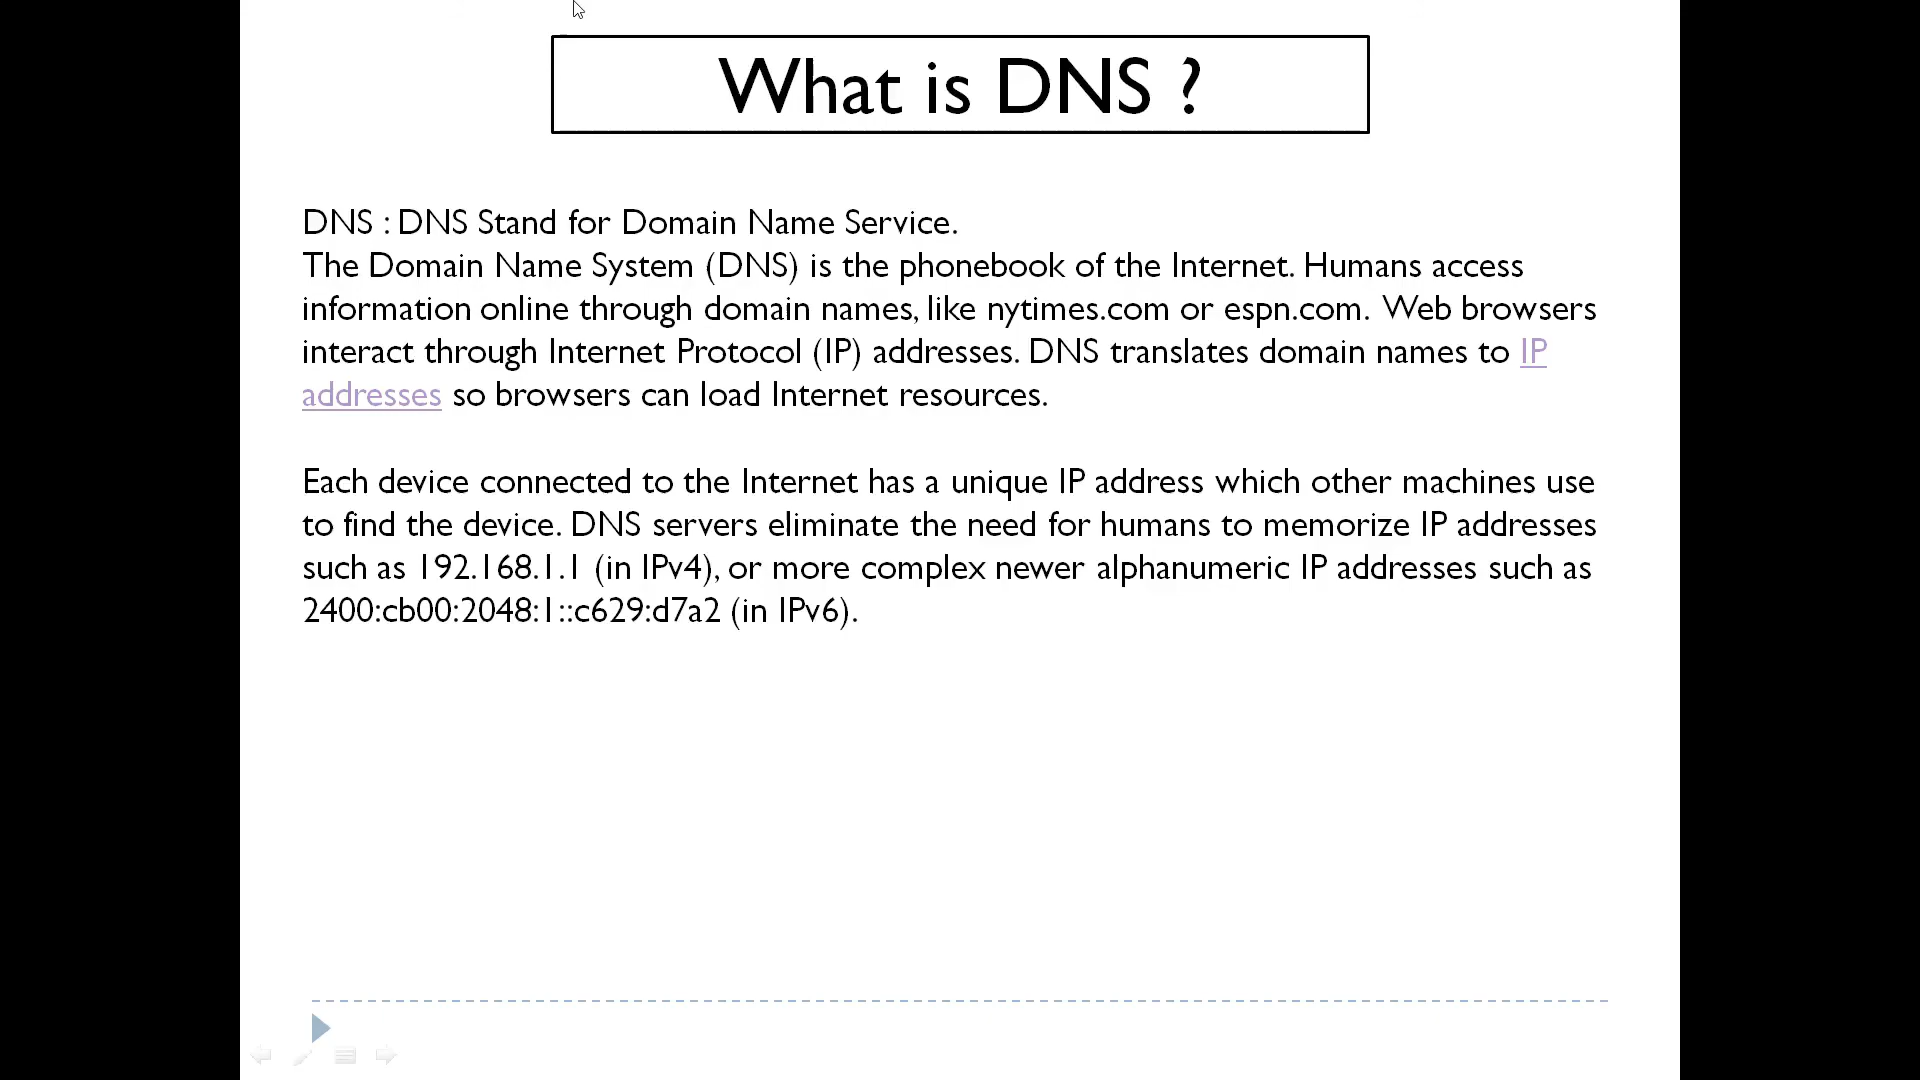 What is DNS ?
DNS : DNS Stand for Domain Name Service.
The Domain Name System (DNS) is the phonebook of the Internet. Humans access
information online through domain names, like nytimes.com or espn.com. Web browsers
interact through Internet Protocol (IP) addresses. DNS translates domain names to IP
addresses so browsers can load Internet resources.
Each device connected to the Internet has a unique IP address which other machines use
to find the device. DNS servers eliminate the need for humans to memorize IP addresses
such as 192.168.1.1 (in IPv4), or more complex newer alphanumeric IP addresses such as
2400:cb00:2048:1::c629:d7a2 (in IPv6).